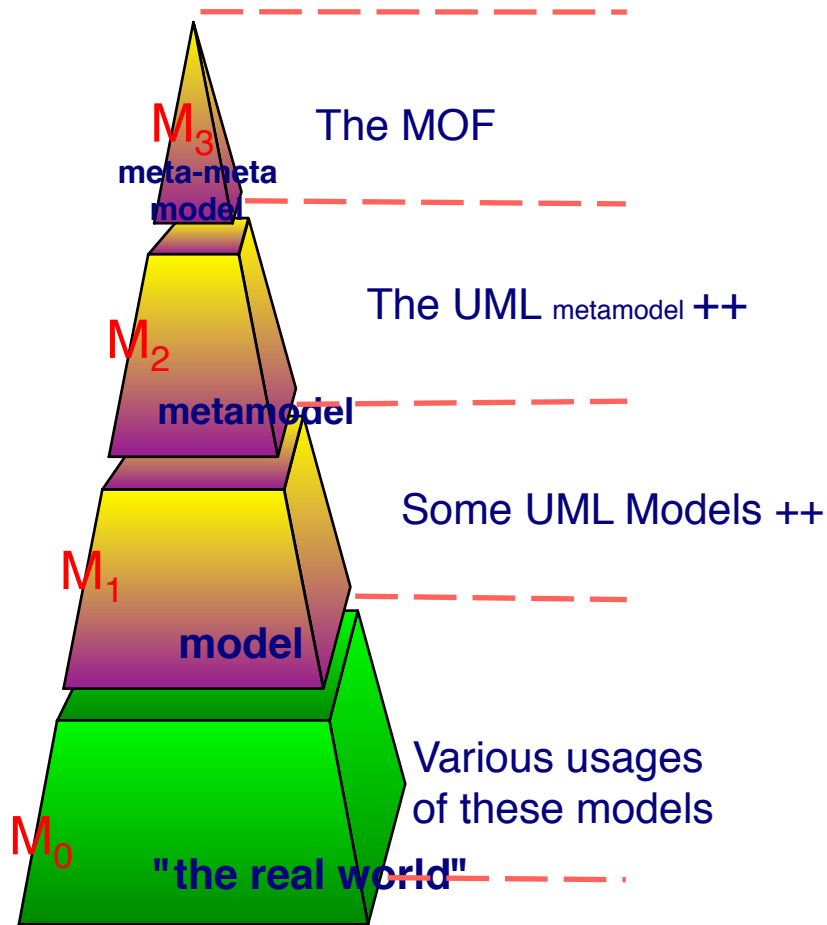 M3
The MOF
meta-meta
model
The UML metamodel ++
M2
metamodel
Some UML Models ++
M1
model
Various usages
of these models
M0
"the real world"